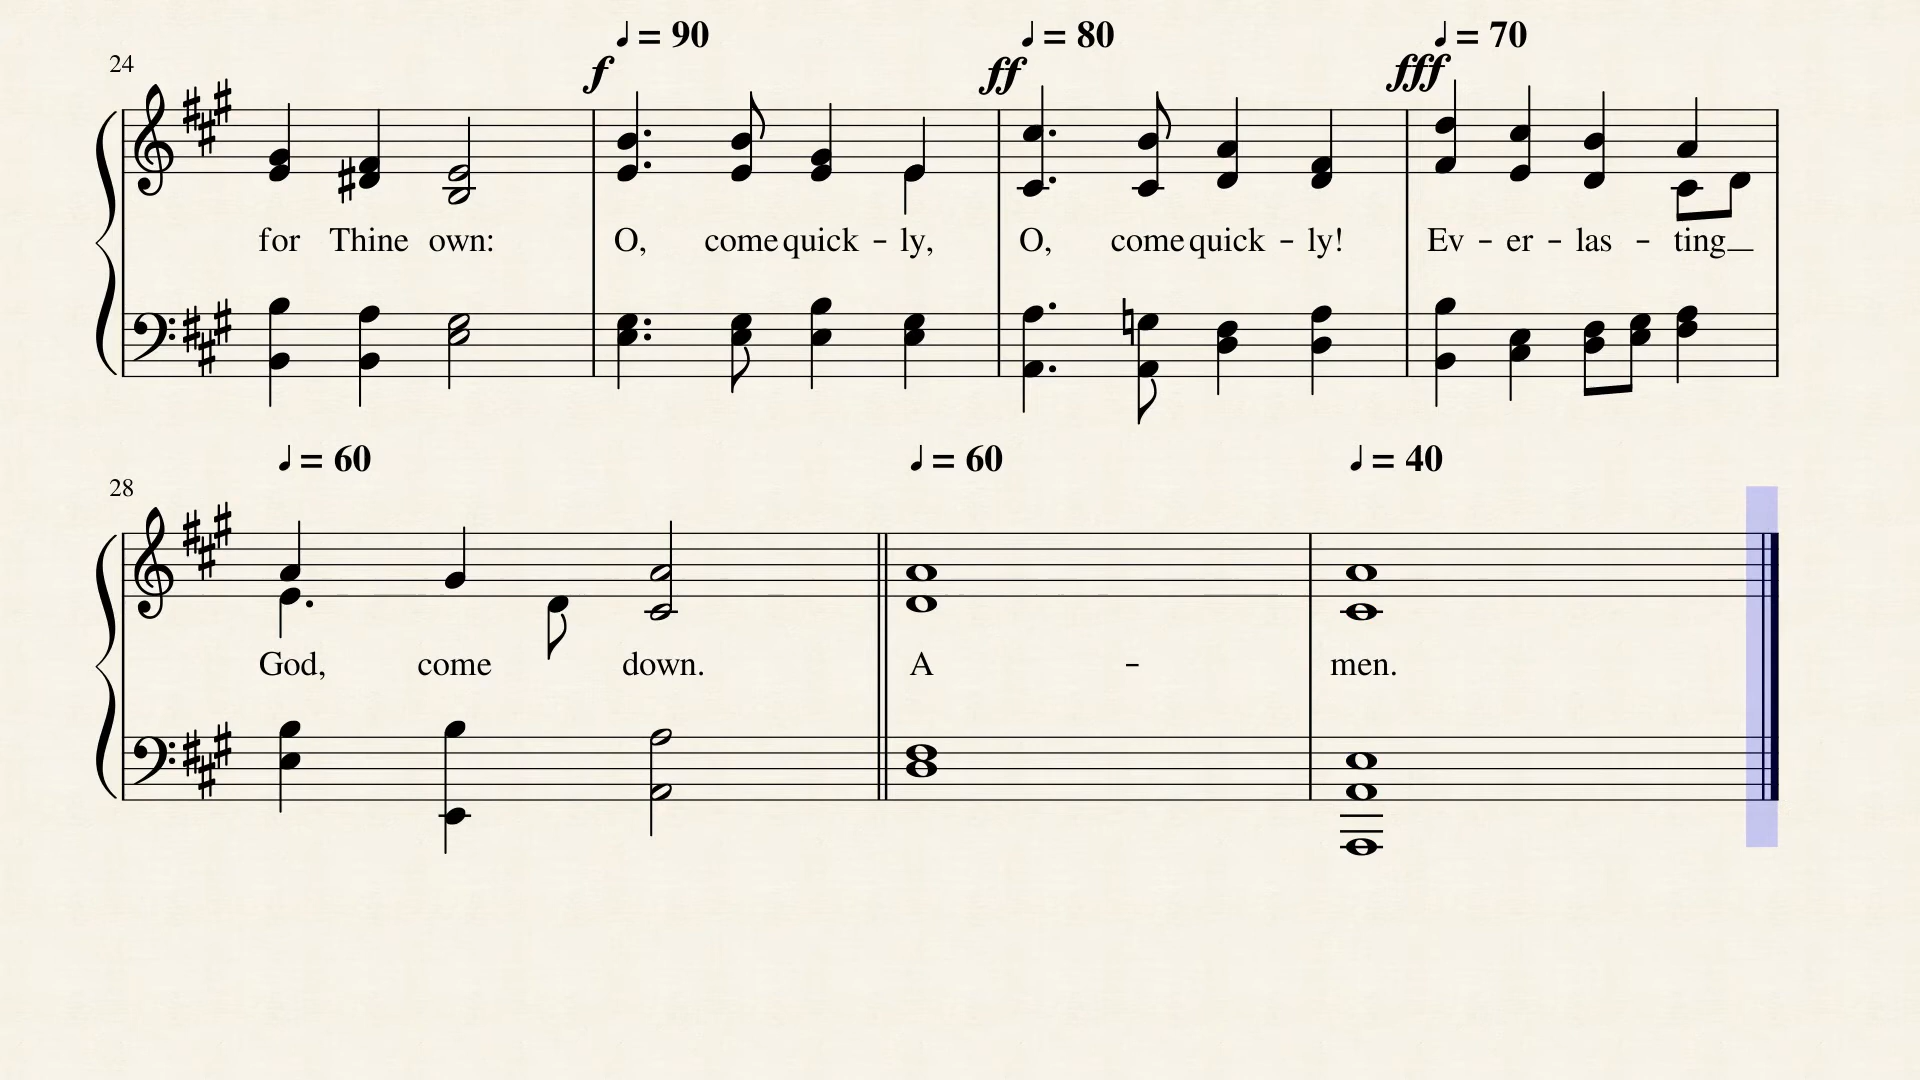 ♩ = 90 ♩ = 80 ♩ = 70
24 f ff fff
for Thine own: O, come quick - ly, O, come quick - ly! Ev - er - las - ting_
♩ = 60 ♩ = 60 ♩ = 40
28
God, come down. A - men.